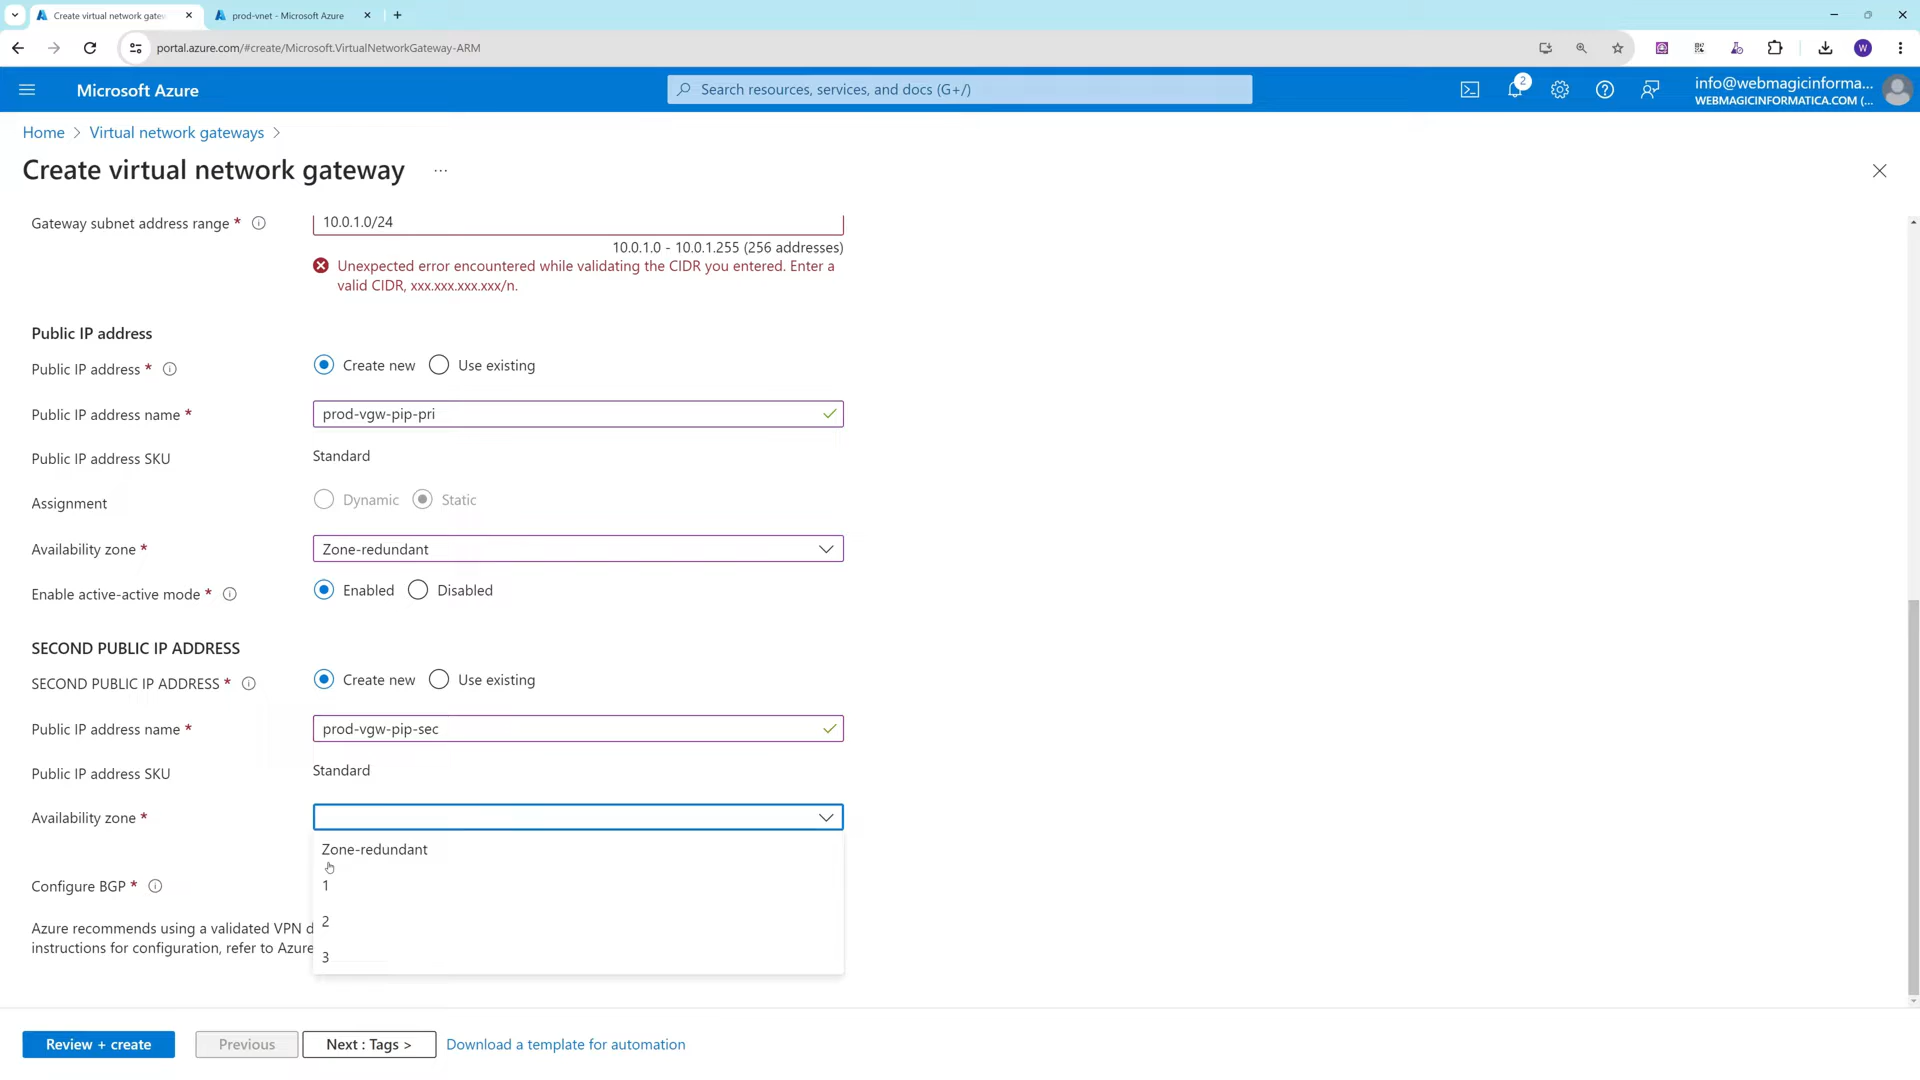 Create virtual network gatew
prod-vnet - Microsoft Azure
portal.azure.com/#create/Microsoft.VirtualNetworkGateway-ARM
W
Microsoft Azure
Search resources, services, and docs (G+/)
2
info@webmagicinforma...
WEBMAGICINFORMATICA.COM (...
Home > Virtual network gateways >
Create virtual network gateway ...
Gateway subnet address range *
10.0.1.0/24
10.0.1.0 - 10.0.1.255 (256 addresses)
Unexpected error encountered while validating the CIDR you entered. Enter a
valid CIDR, xxx.xxx.xxx.xxx/n.
Public IP address
Public IP address *
Create new
Use existing
Public IP address name *
prod-vgw-pip-pri
Public IP address SKU
Standard
Assignment
Dynamic
Static
Availability zone *
Zone-redundant
Enable active-active mode *
Enabled
Disabled
SECOND PUBLIC IP ADDRESS
SECOND PUBLIC IP ADDRESS *
Create new
Use existing
Public IP address name *
prod-vgw-pip-sec
Public IP address SKU
Standard
Availability zone *
Zone-redundant
1
2
3
Configure BGP *
Azure recommends using a validated VPN d
instructions for configuration, refer to Azure
Review + create
Previous
Next : Tags >
Download a template for automation